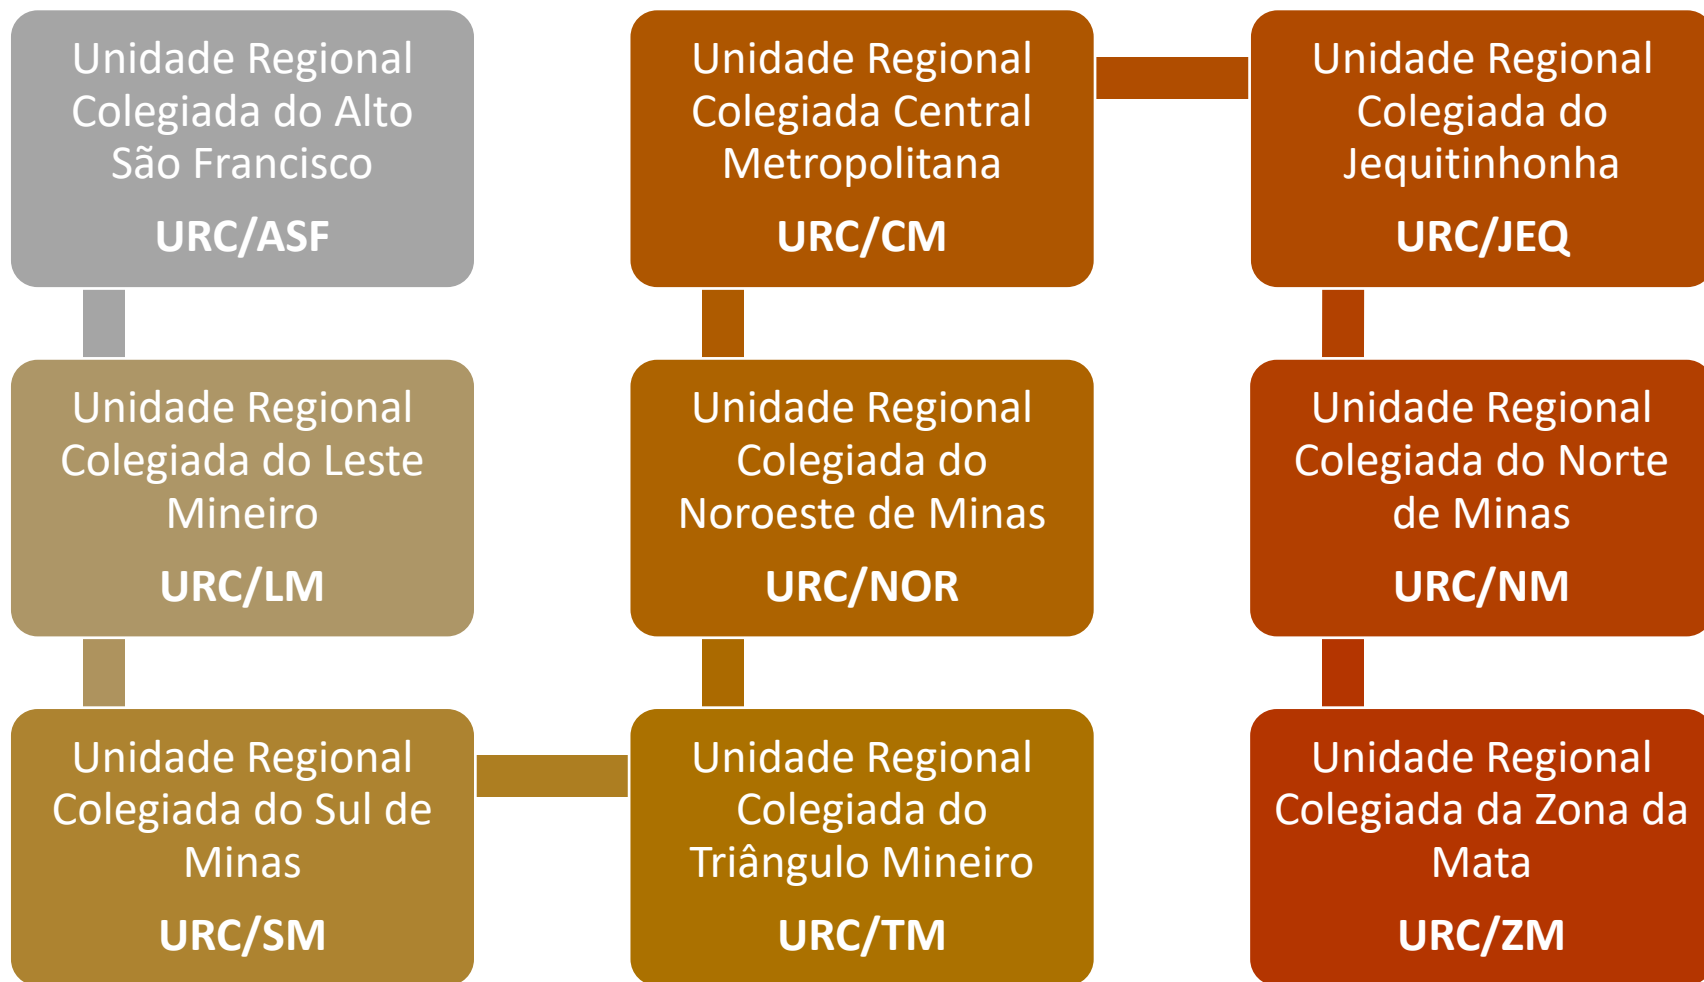 Unidade Regional
Colegiada do Alto
São Francisco
URC/ASF
Unidade Regional
Colegiada do Leste
Mineiro
URC/LM
Unidade Regional
Colegiada do Sul de
Minas
URC/SM
Unidade Regional
Colegiada do
Triângulo Mineiro
URC/TM
Unidade Regional
Colegiada do
Noroeste de Minas
URC/NOR
Unidade Regional
Colegiada Central
Metropolitana
URC/CM
Unidade Regional
Colegiada do
Jequitinhonha
URC/JEQ
Unidade Regional
Colegiada do Norte
de Minas
URC/NM
Unidade Regional
Colegiada da Zona da
Mata
URC/ZM